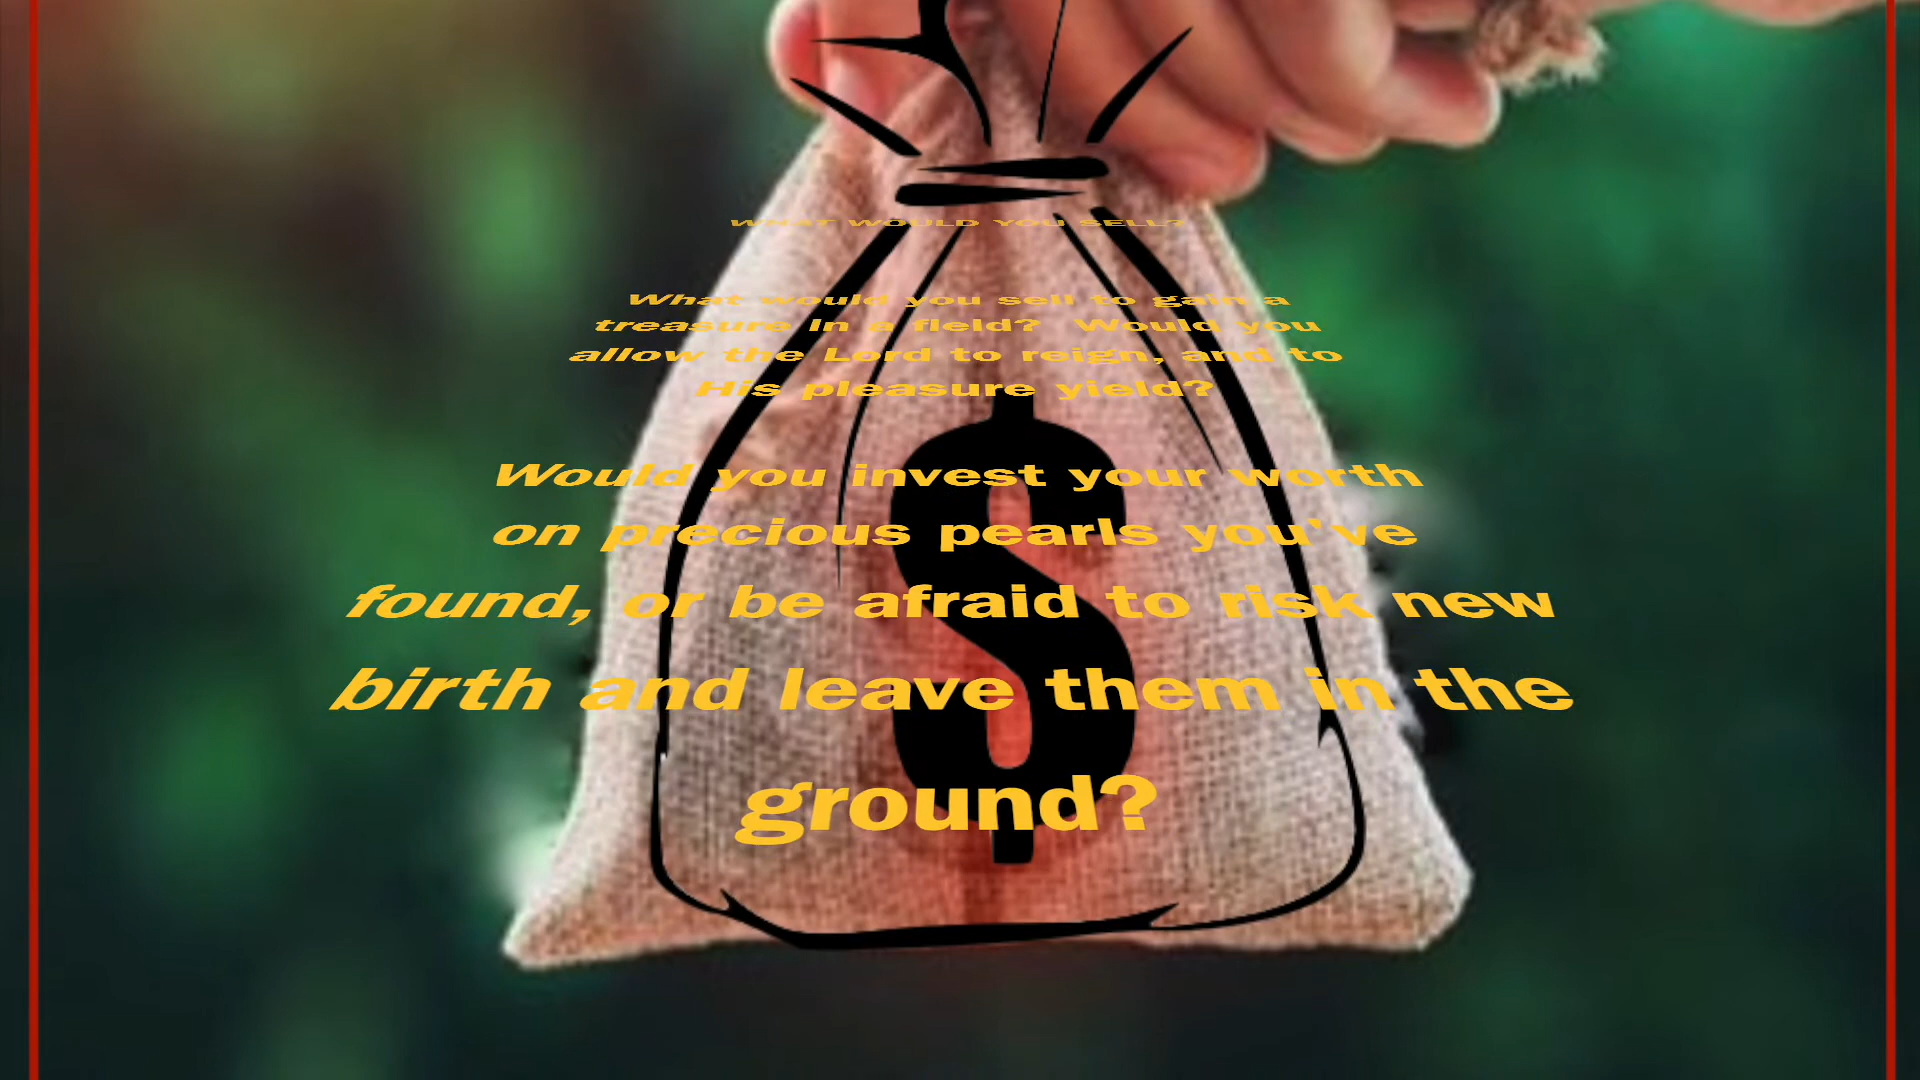 WHAT WOULD YOU SELL?
What would you sell to gain a
treasure in a field? Would you
allow the Lord to reign, and to
His pleasure yield?
Would you invest your worth
on precious pearls you've
found, or be afraid to risk new
birth and leave them in the
ground?
$